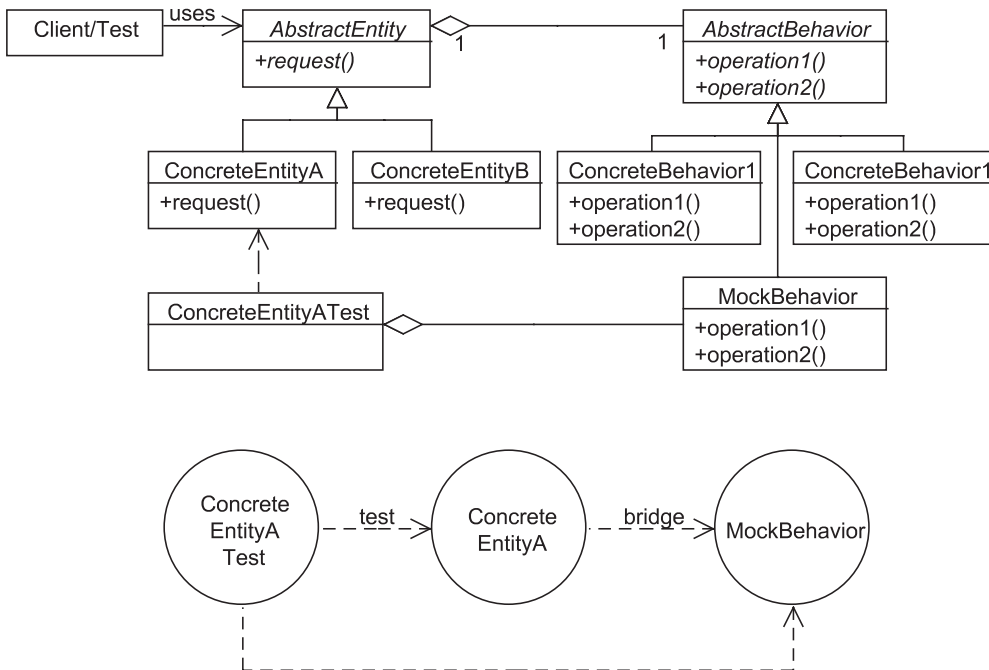 Client/Test
uses
AbstractEntity
+request()
1
1
AbstractBehavior
+operation1()
+operation2()
ConcreteEntityA
+request()
ConcreteEntityB
+request()
ConcreteBehavior1
+operation1()
+operation2()
ConcreteBehavior1
+operation1()
+operation2()
ConcreteEntityATest
MockBehavior
+operation1()
+operation2()
Concrete
EntityA
Test
test
Concrete
EntityA
bridge
MockBehavior